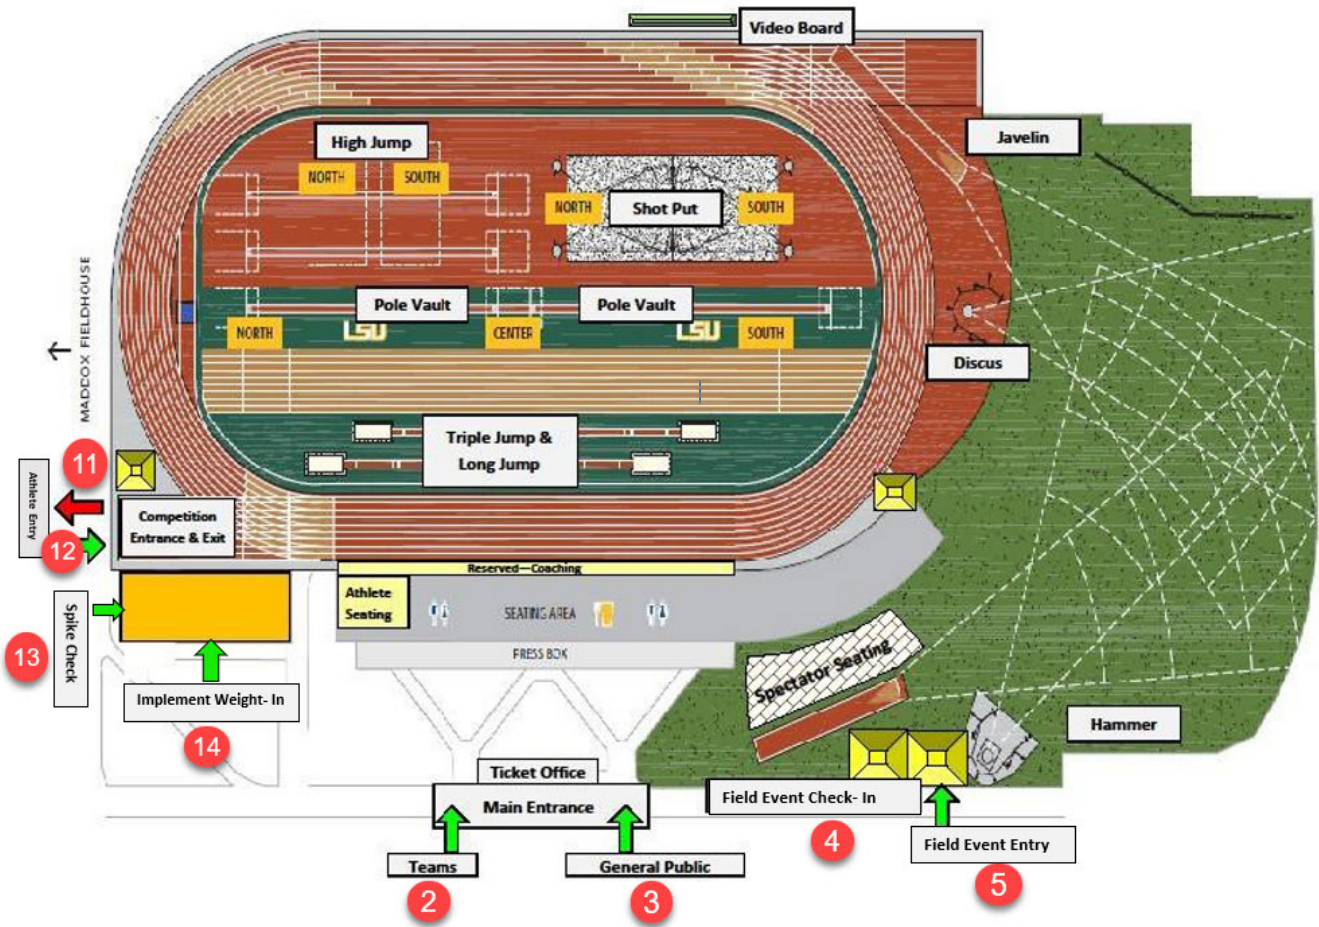 Video Board
High Jump
NORTH
SOUTH
Javelin
NORTH
Shot Put
SOUTH
MADDOX FIELDHOUSE
Pole Vault
Pole Vault
NORTH
LSU
CENTER
LSU
SOUTH
Discus
Triple Jump &
Long Jump
11
Athlete Entry
12
Competition
Entrance & Exit
Reserved—Coaching
Athlete
Seating
SEATING AREA
PRESS BOX
Spike Check
13
Implement Weight- In
14
Spectator Seating
Hammer
Ticket Office
Main Entrance
Field Event Check- In
4
Field Event Entry
5
Teams
2
General Public
3